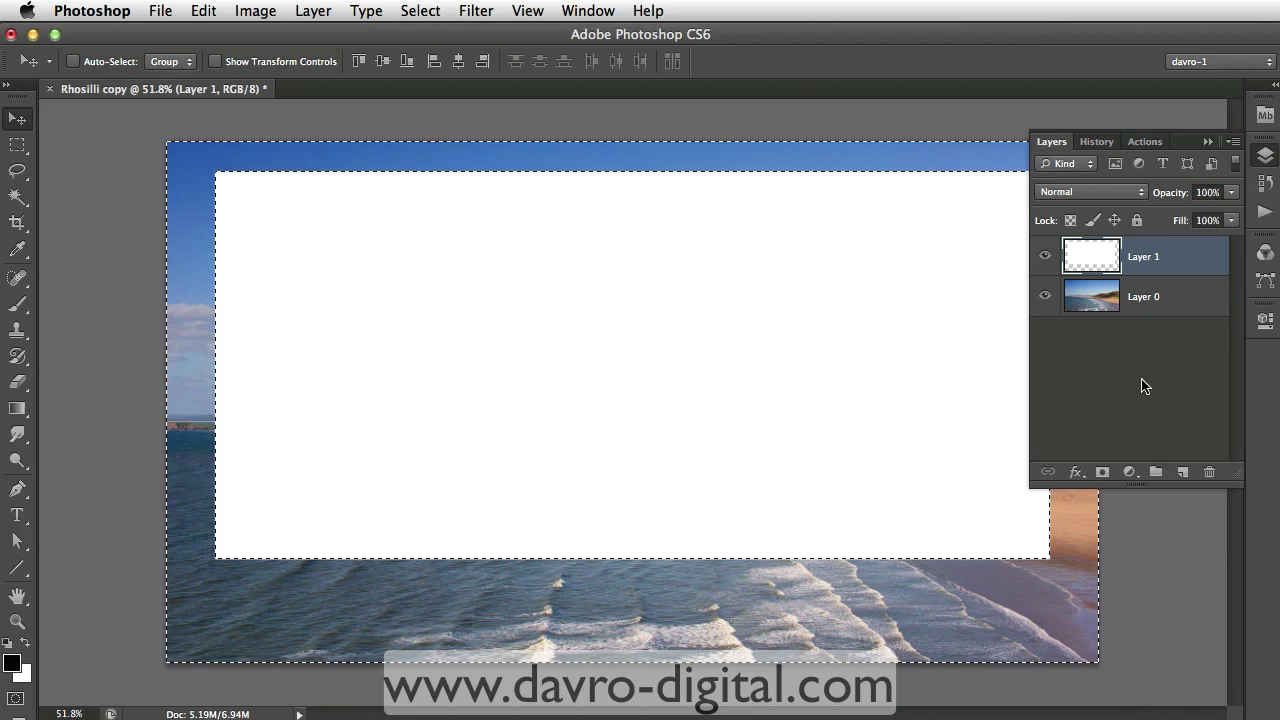 Photoshop File Edit Image Layer Type Select Filter View Window Help
Adobe Photoshop CS6
Auto-Select: Group Show Transform Controls davro-1
Rhosilli copy @ 51.8% (Layer 1, RGB/8) *
Mb
Layers History Actions
Kind T
Normal Opacity: 100%
Lock: Fill: 100%
Layer 1
Layer 0
fx
T
www.davro-digital.com
51.8% Doc: 5.19M/6.94M